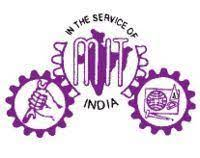 IN THE SERVICE OF
MIT
INDIA